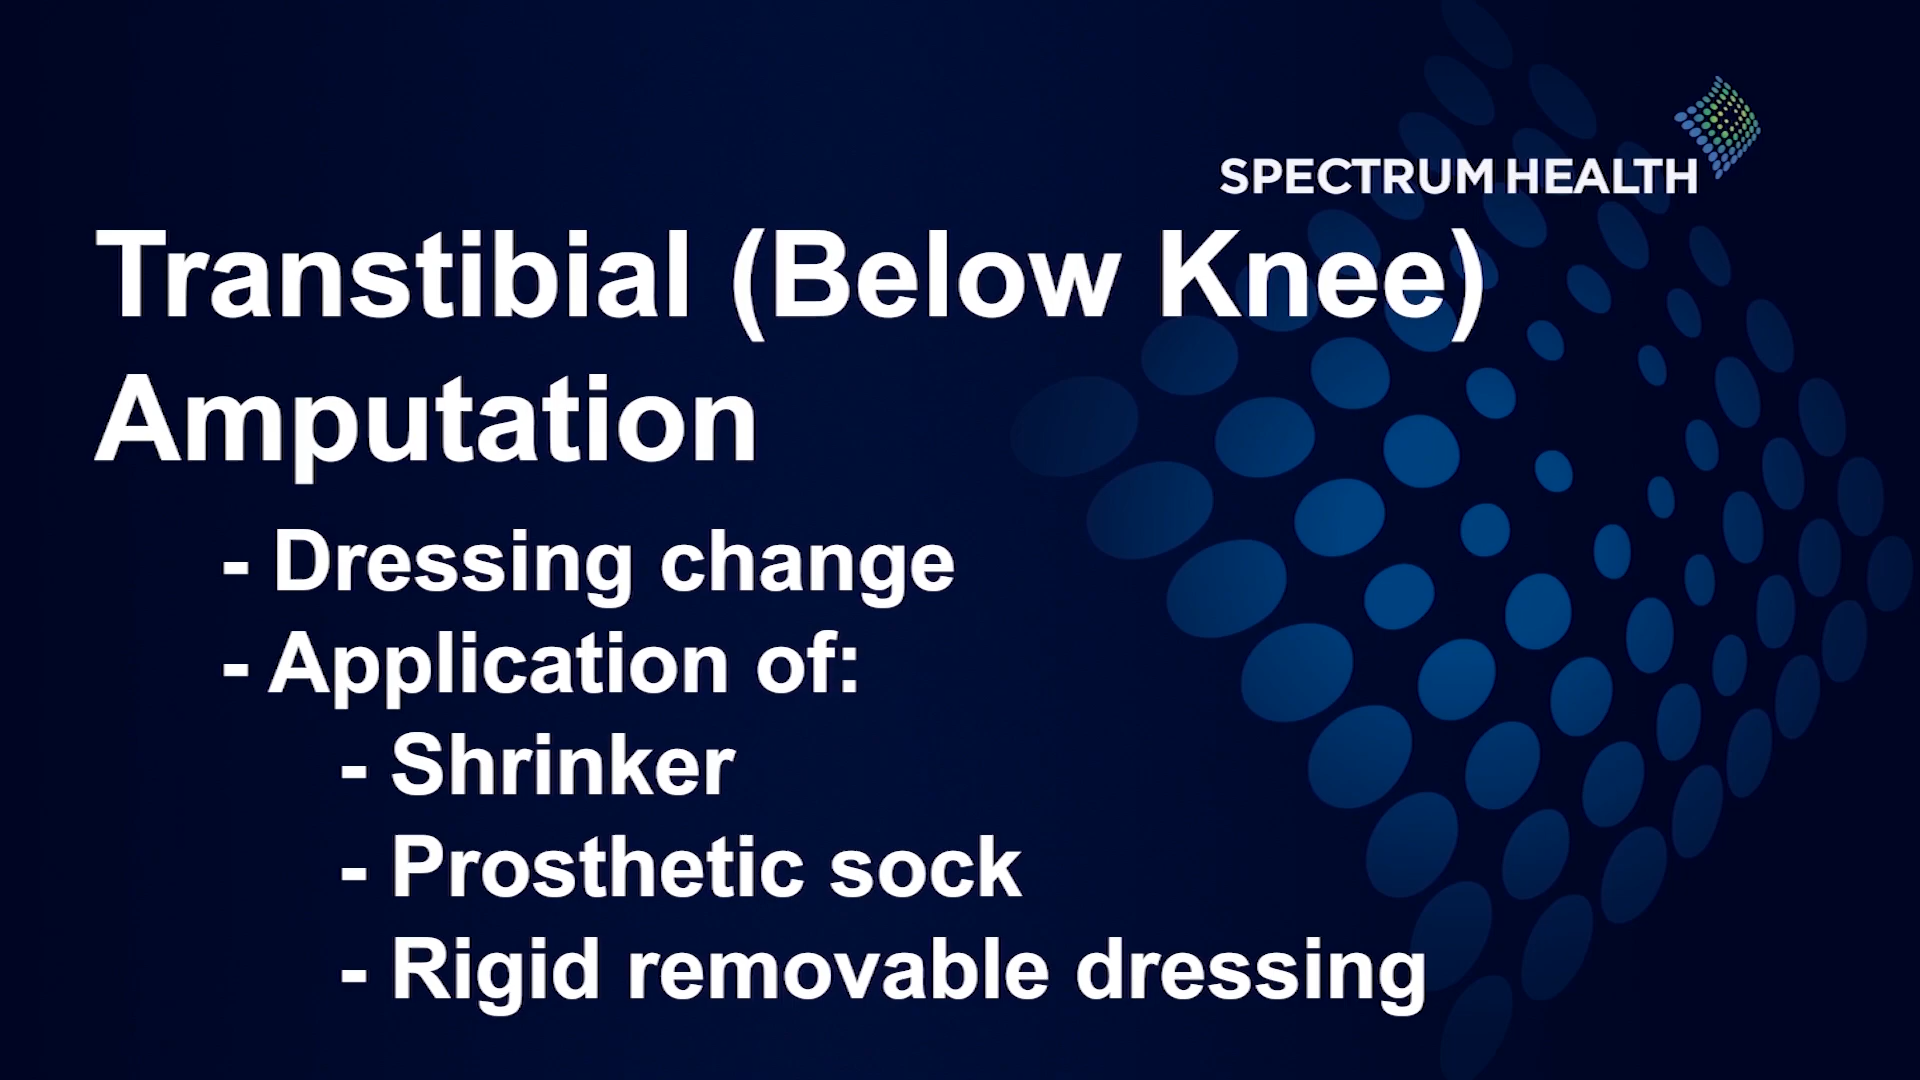 SPECTRUM HEALTH
Transtibial (Below Knee)
Amputation
- Dressing change
- Application of:
- Shrinker
- Prosthetic sock
- Rigid removable dressing